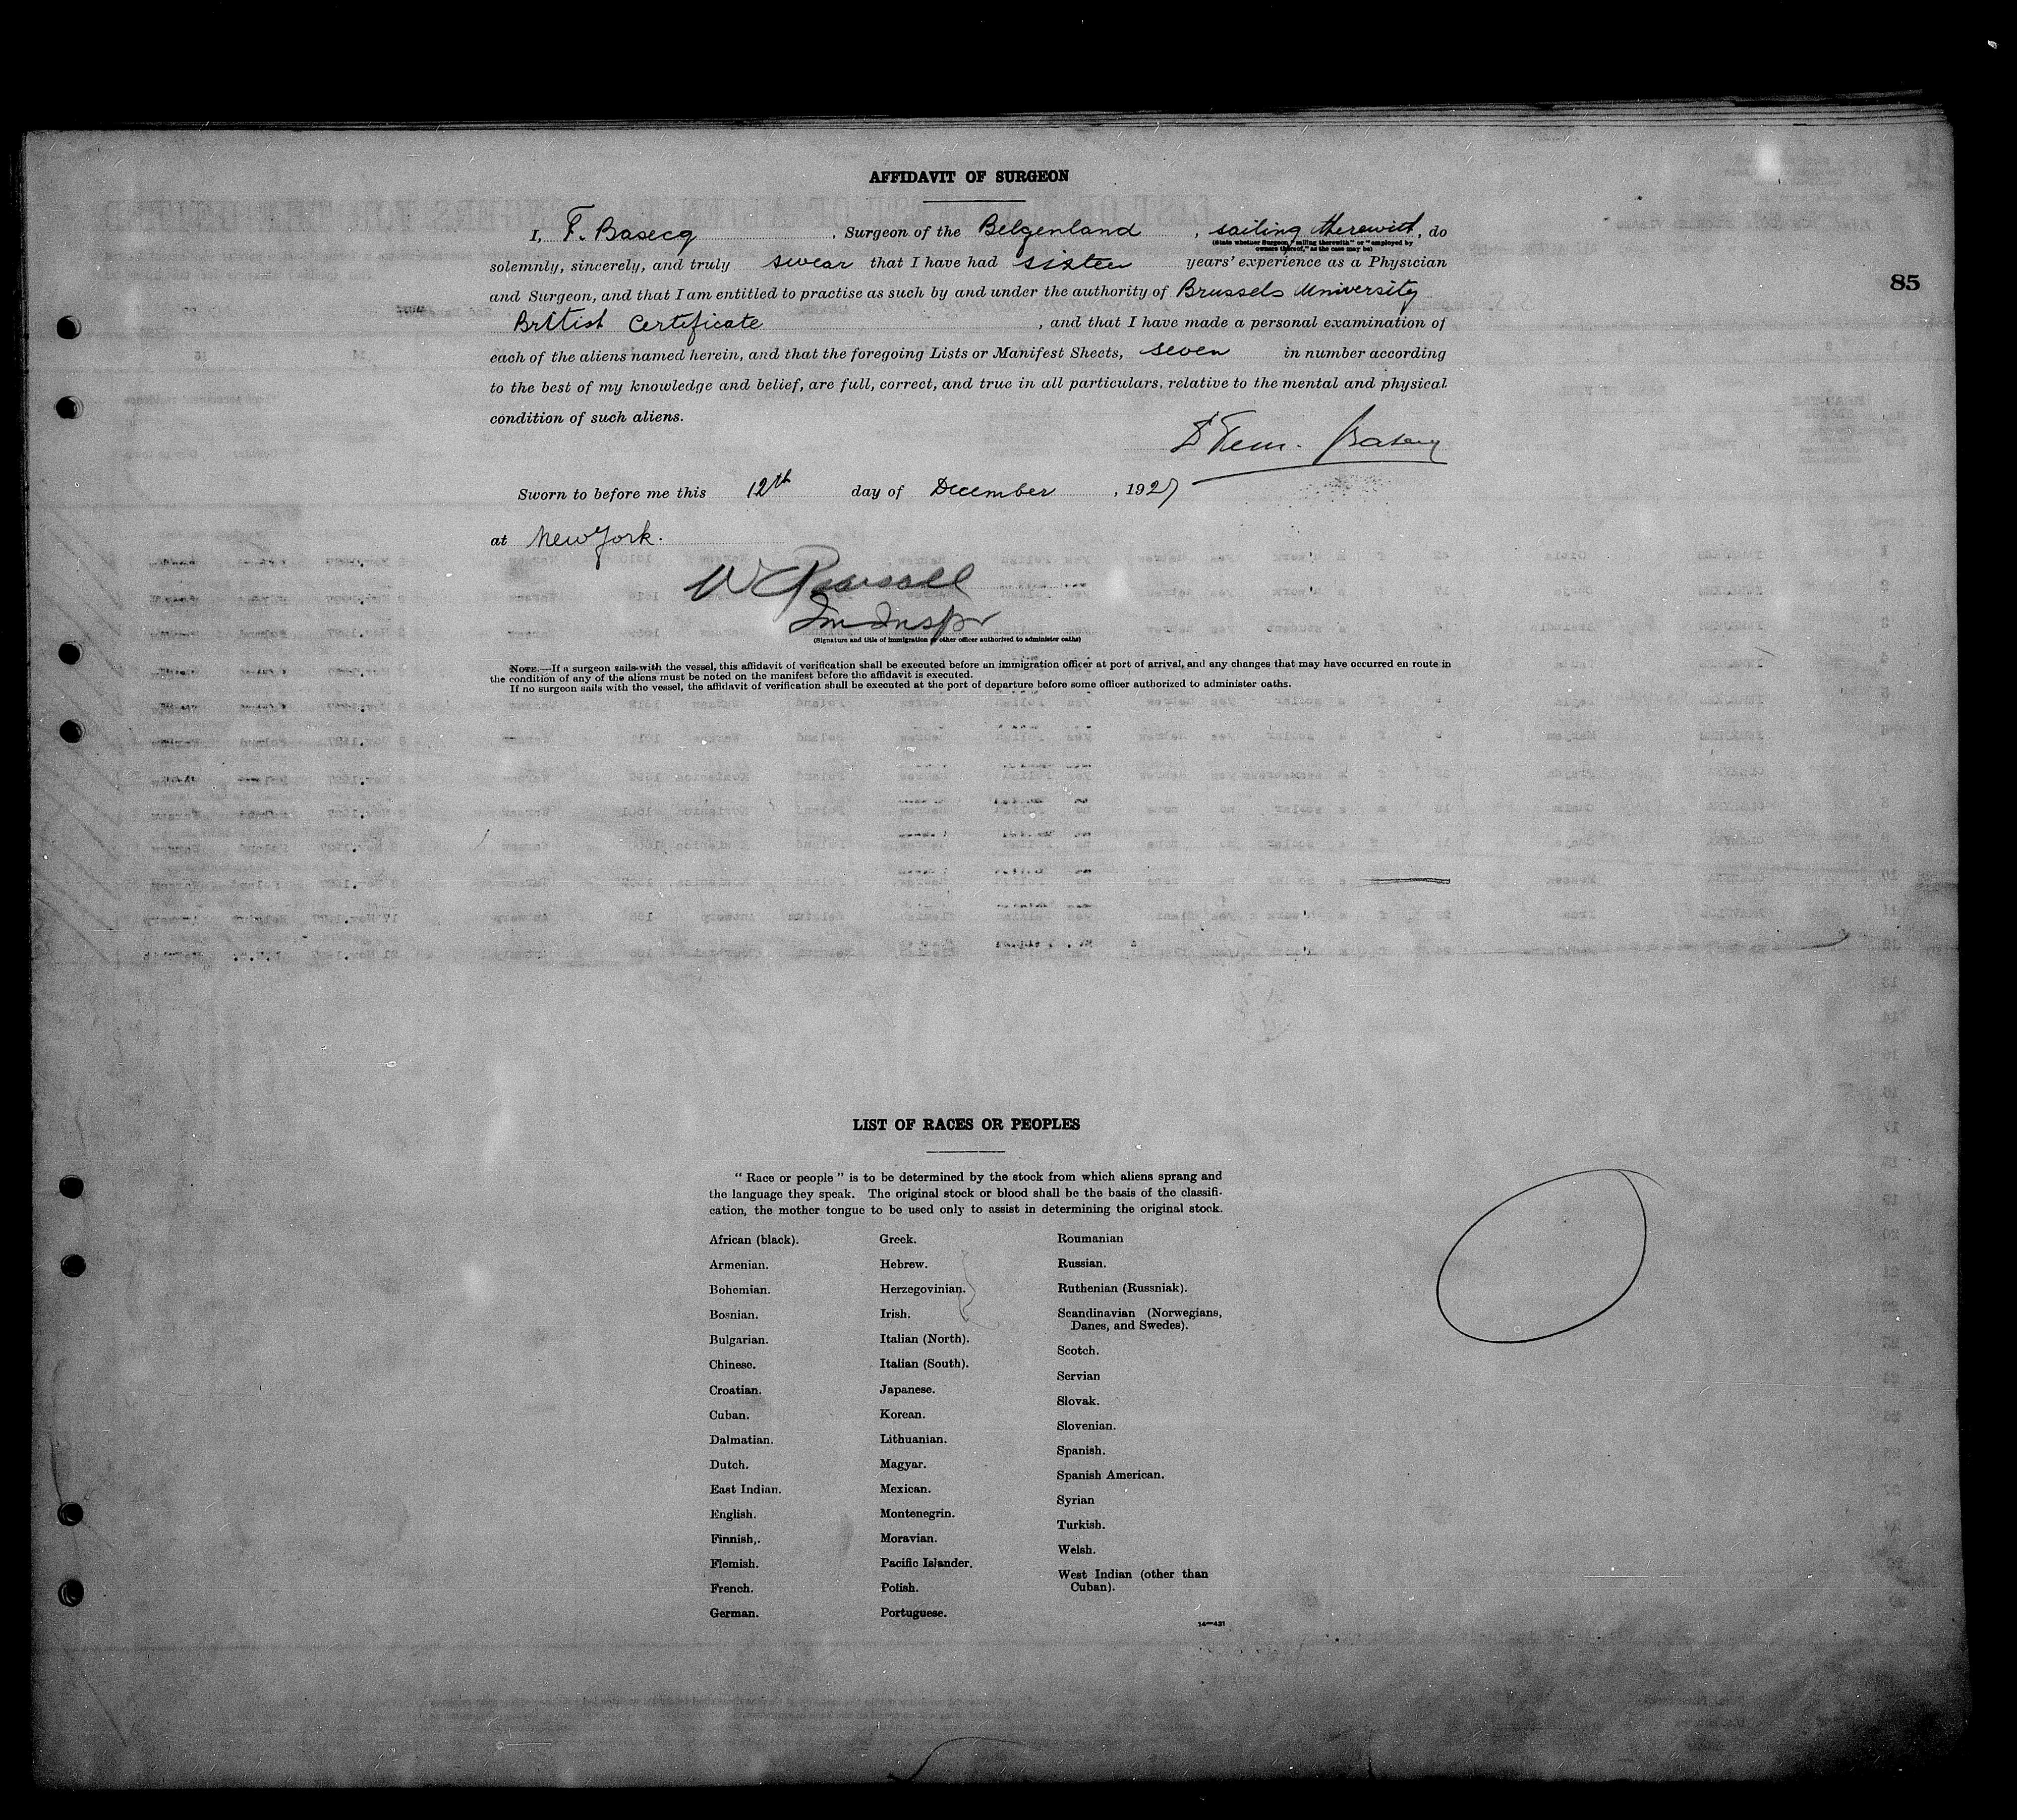 AFFIDAVIT OF SURGEON
85
I, F. Basecq, Surgeon of the Belgenland, sailing therewith, do
(State whether Surgeon "sailing therewith" or "employed by
owners thereof," as the case may be)
solemnly, sincerely, and truly swear that I have had sixteen years' experience as a Physician
and Surgeon, and that I am entitled to practise as such by and under the authority of Brussels University
British Certificate, and that I have made a personal examination of
each of the aliens named herein, and that the foregoing Lists or Manifest Sheets, seven in number according
to the best of my knowledge and belief, are full, correct, and true in all particulars, relative to the mental and physical
condition of such aliens.
Sworn to before me this 12th day of December, 1927
at New York.
(Signature and title of immigration or other officer authorized to administer oaths)
NOTE.—If a surgeon sails with the vessel, this affidavit of verification shall be executed before an immigration officer at port of arrival, and any changes that may have occurred en route in
the condition of any of the aliens must be noted on the manifest before the affidavit is executed.
If no surgeon sails with the vessel, the affidavit of verification shall be executed at the port of departure before some officer authorized to administer oaths.
LIST OF RACES OR PEOPLES
"Race or people" is to be determined by the stock from which aliens sprang and
the language they speak. The original stock or blood shall be the basis of the classifi-
cation, the mother tongue to be used only to assist in determining the original stock.
African (black).
Armenian.
Bohemian.
Bosnian.
Bulgarian.
Chinese.
Croatian.
Cuban.
Dalmatian.
Dutch.
East Indian.
English.
Finnish,.
Flemish.
French.
German.
Greek.
Hebrew.
Herzegovinian.
Irish.
Italian (North).
Italian (South).
Japanese.
Korean.
Lithuanian.
Magyar.
Mexican.
Montenegrin.
Moravian.
Pacific Islander.
Polish.
Portuguese.
Roumanian
Russian.
Ruthenian (Russniak).
Scandinavian (Norwegians,
Danes, and Swedes).
Scotch.
Servian
Slovak.
Slovenian.
Spanish.
Spanish American.
Syrian
Turkish.
Welsh.
West Indian (other than
Cuban).
14—431